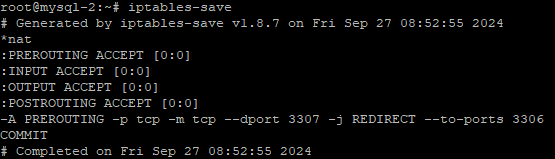 root@mysql-2:~# iptables-save
# Generated by iptables-save v1.8.7 on Fri Sep 27 08:52:55 2024
*nat
:PREROUTING ACCEPT [0:0]
:INPUT ACCEPT [0:0]
:OUTPUT ACCEPT [0:0]
:POSTROUTING ACCEPT [0:0]
-A PREROUTING -p tcp -m tcp --dport 3307 -j REDIRECT --to-ports 3306
COMMIT
# Completed on Fri Sep 27 08:52:55 2024